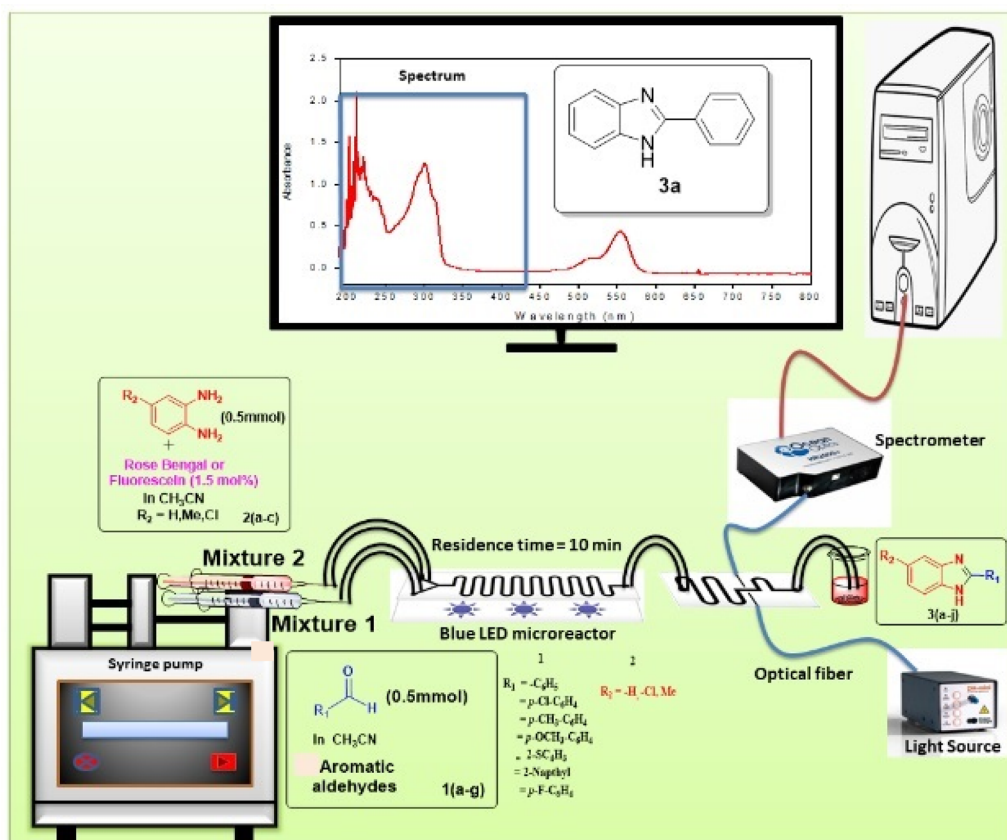 2.5
2.0
1.5
1.0
0.5
0.0
Absorbance
Spectrum
N
N
H
3a
200 250 300 350 400 450 500 550 600 650 700 750 800
Wavelength (nm)
R2
NH2
NH2
(0.5mmol)
+
Rose Bengal or
Fluorescein (1.5 mol%)
In CH3CN
R2 = H,Me,Cl 2(a-c)
Spectrometer
Mixture 2
Mixture 1
Residence time = 10 min
Blue LED microreactor
R2
N
N
H
R1
3(a-j)
Syringe pump
O
R1
H
(0.5mmol)
In CH3CN
Aromatic
aldehydes 1(a-g)
1 2
R1 = -C6H5
R2 = -H, -Cl, Me
= p-Cl-C6H4
= p-CH3-C6H4
= p-OCH3-C6H4
= 2-SC4H3
= 2-Napthyl
= p-F-C6H4
Optical fiber
Light Source